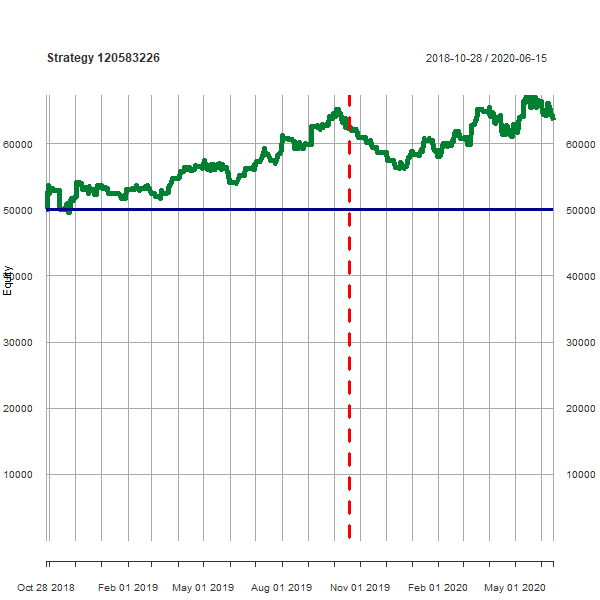 Strategy 120583226
2018-10-28 / 2020-06-15
60000
60000
50000
50000
40000
40000
Equity
30000
30000
20000
20000
10000
10000
Oct 28 2018
Feb 01 2019
May 01 2019
Aug 01 2019
Nov 01 2019
Feb 01 2020
May 01 2020